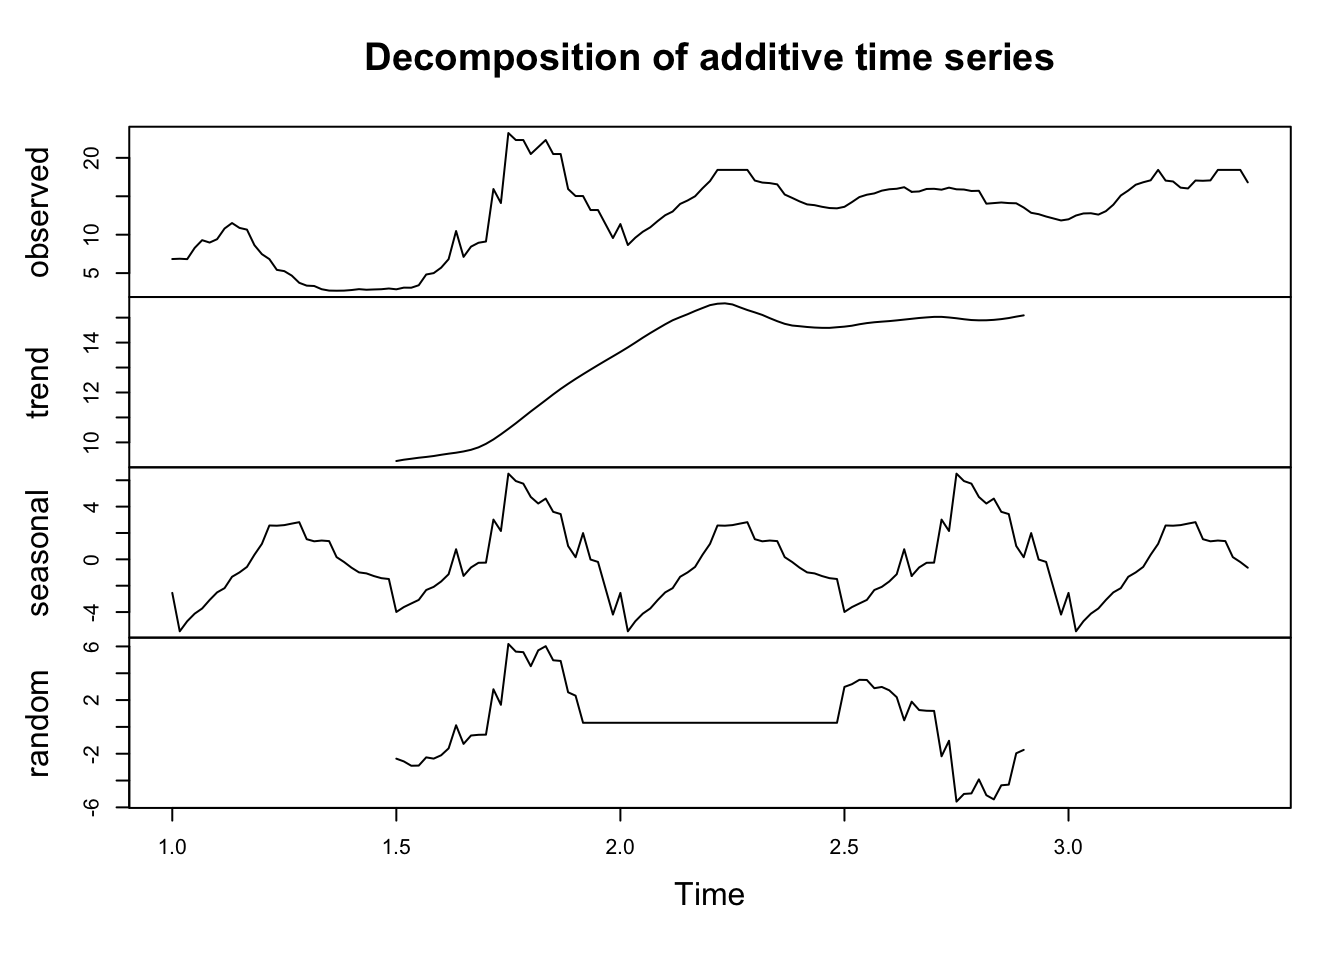 Decomposition of additive time series
observed
5 10 20
trend
10 12 14
seasonal
-4 0 4
random
-6 -2 2 6
1.0 1.5 2.0 2.5 3.0
Time